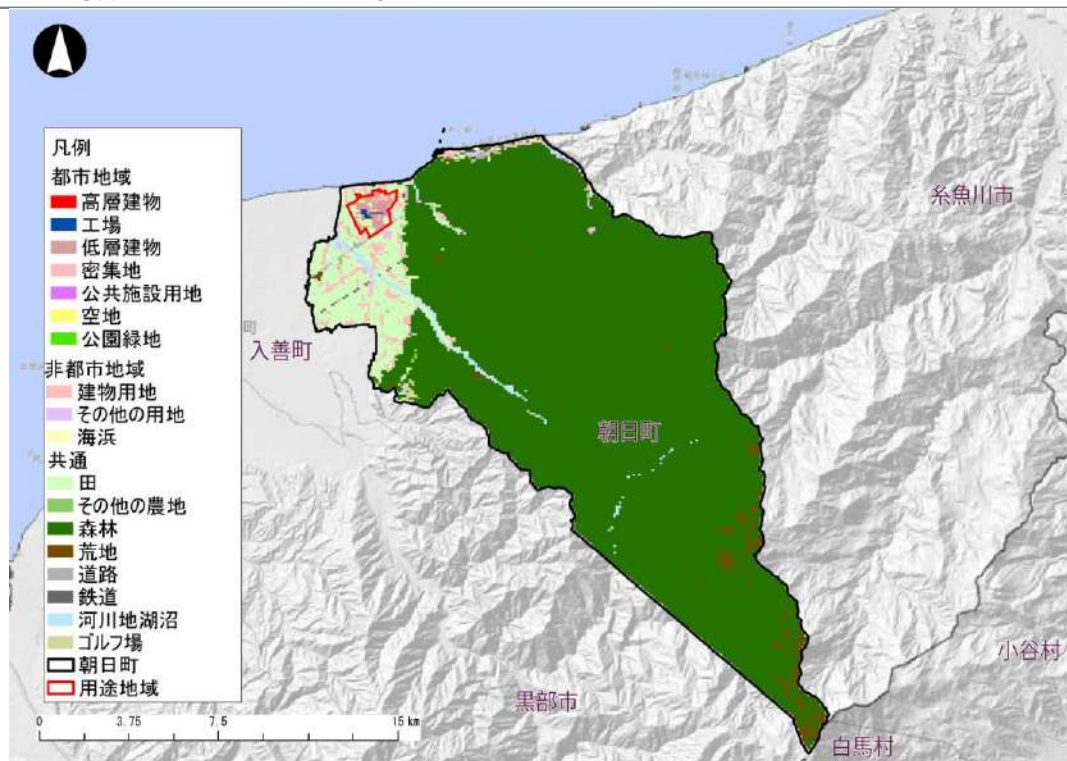 凡例
都市地域
高層建物
工場
低層建物
密集地
公共施設用地
空地
公園緑地
非都市地域
建物用地
その他の用地
海浜
共通
田
その他の農地
森林
荒地
道路
鉄道
河川地湖沼
ゴルフ場
朝日町
用途地域
0 3.75 7.5 15 km
糸魚川市
入善町
町
朝日町
小谷村
黒部市
白馬村